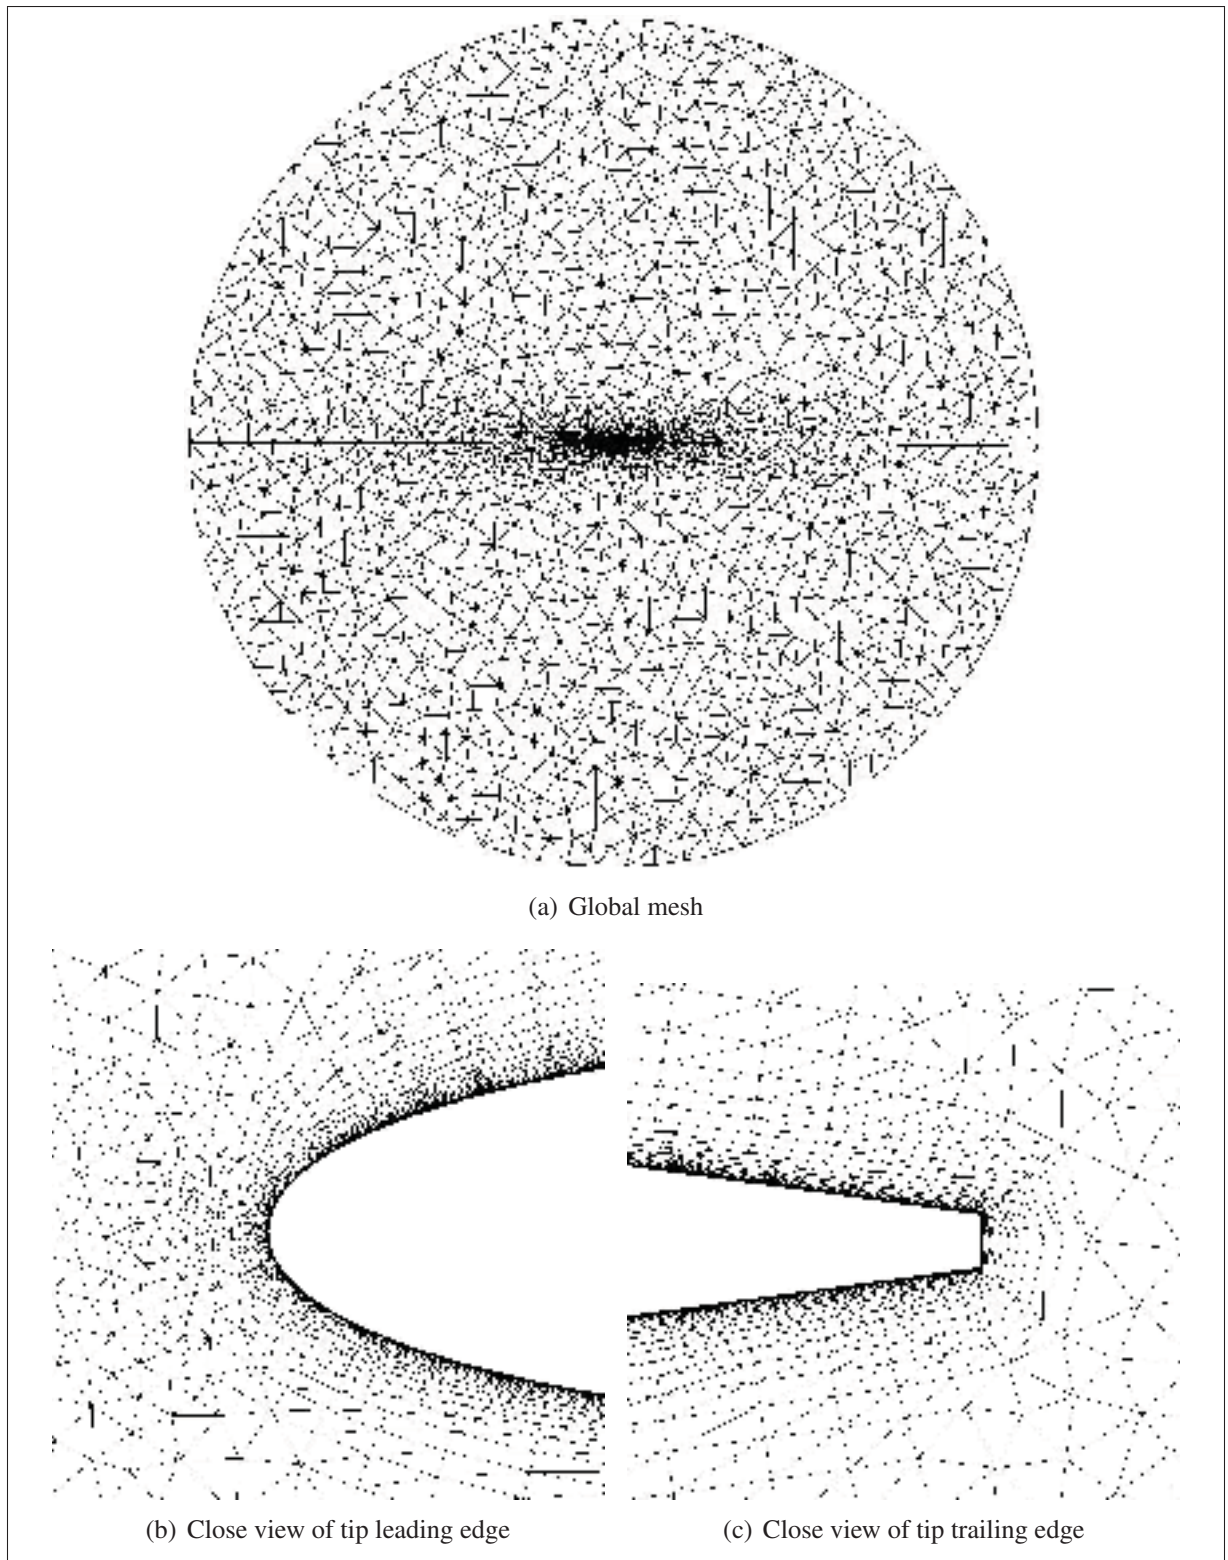 (a) Global mesh
(b) Close view of tip leading edge
(c) Close view of tip trailing edge